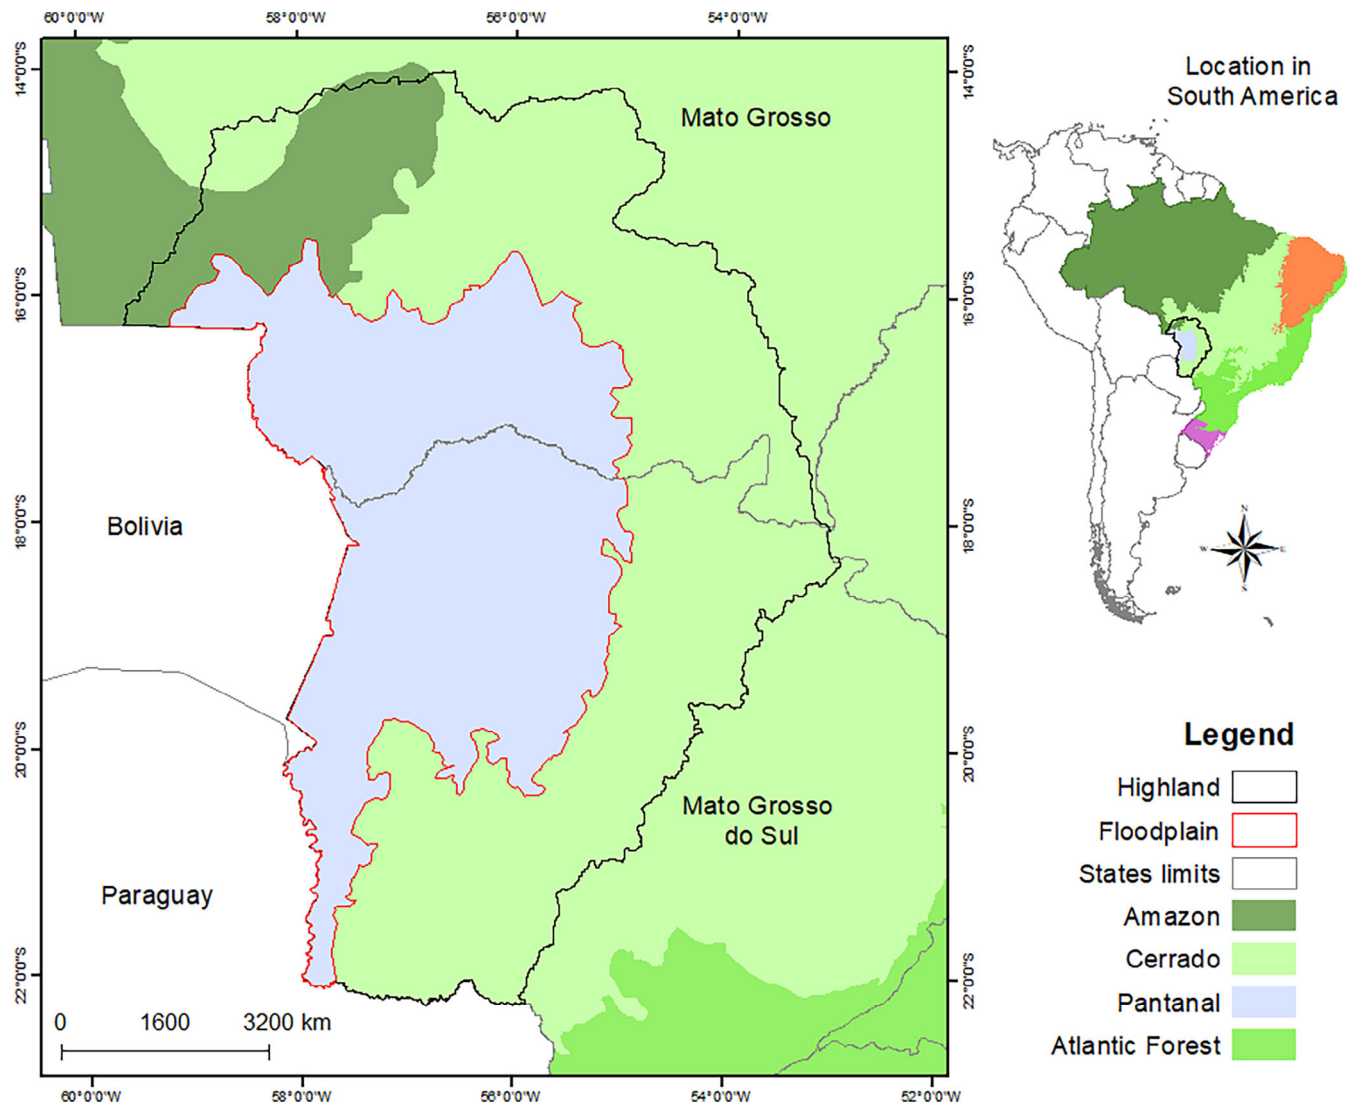 60°0'0"W 58°0'0"W 56°0'0"W 54°0'0"W
14°0'0"S
16°0'0"S
18°0'0"S
20°0'0"S
22°0'0"S
Mato Grosso
Bolivia
Paraguay
Mato Grosso
do Sul
0 1600 3200 km
60°0'0"W 58°0'0"W 56°0'0"W 54°0'0"W 52°0'0"W
14°0'0"S
16°0'0"S
18°0'0"S
20°0'0"S
22°0'0"S
Location in
South America
N
W E
S
Legend
Highland
Floodplain
States limits
Amazon
Cerrado
Pantanal
Atlantic Forest